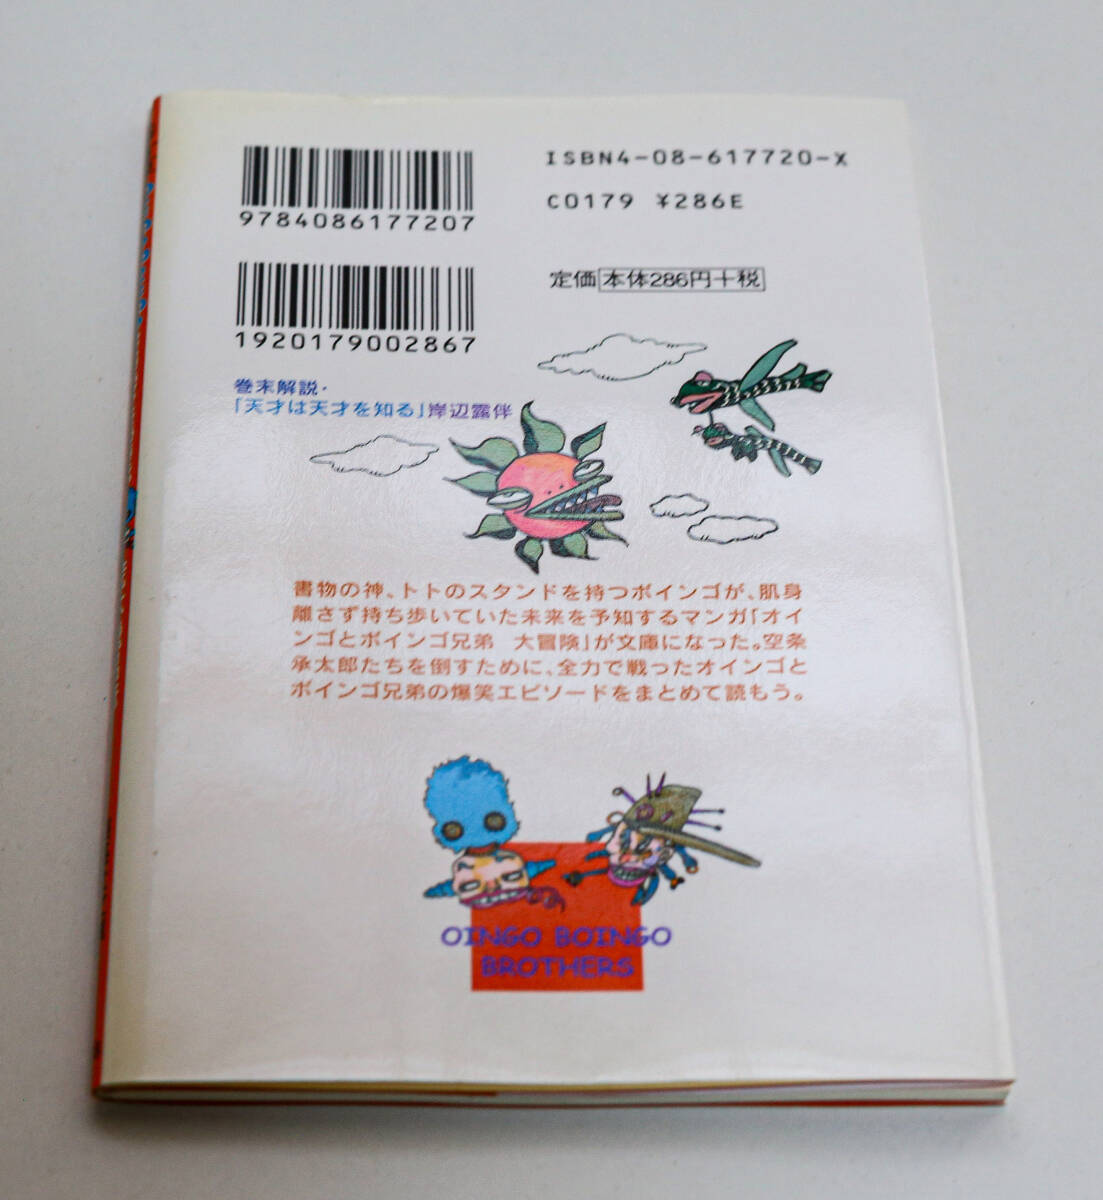 ISBN4-08-617720-X
9784086177207
C0179 ¥286E
定価 本体286円+税
1920179002867
巻末解説・
「天才は天才を知る」岸辺露伴
書物の神、トトのスタンドを持つボインゴが、肌身
離さず持ち歩いていた未来を予知するマンガ「オイ
ンゴとボインゴ兄弟　大冒険」が文庫になった。空条
承太郎たちを倒すために、全力で戦ったオインゴと
ボインゴ兄弟の爆笑エピソードをまとめて読もう。
OINGO BOINGO
BROTHERS